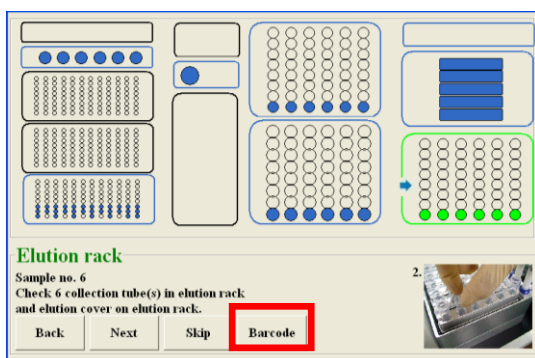 Elution rack
Sample no. 6
Check 6 collection tube(s) in elution rack
and elution cover on elution rack.
2.
Back Next Skip Barcode